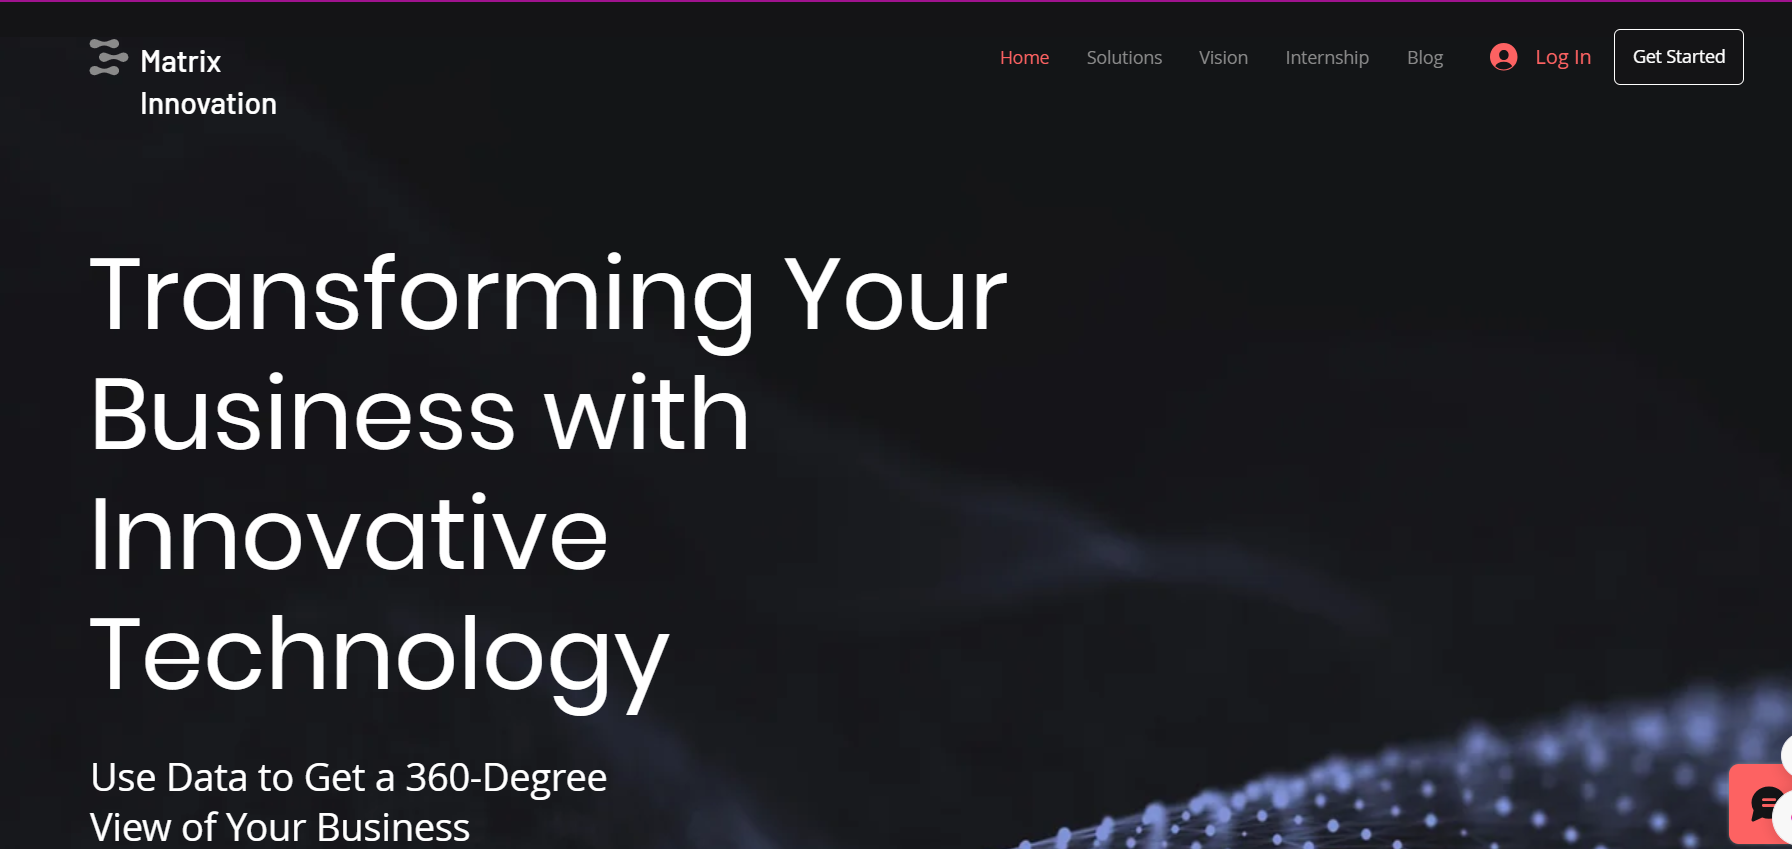 Matrix
Innovation
Home
Solutions
Vision
Internship
Blog
Log In
Get Started
Transforming Your
Business with
Innovative
Technology
Use Data to Get a 360-Degree
View of Your Business